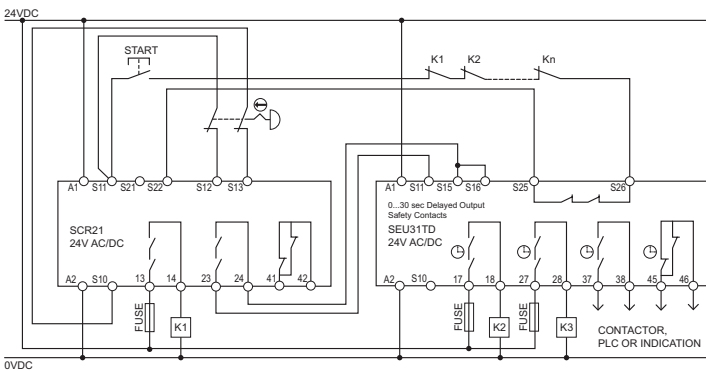 24VDC
START
K1 K2 Kn
A1 S11 S21 S22 S12 S13
A1 S11 S15 S16 S25 S26
SCR21
24V AC/DC
0...30 sec Delayed Output
Safety Contacts
SEU31TD
24V AC/DC
A2 S10 13 14 23 24 41 42
A2 S10 17 18 27 28 37 38 45 46
FUSE K1
FUSE K2 FUSE K3
CONTACTOR,
PLC OR INDICATION
0VDC